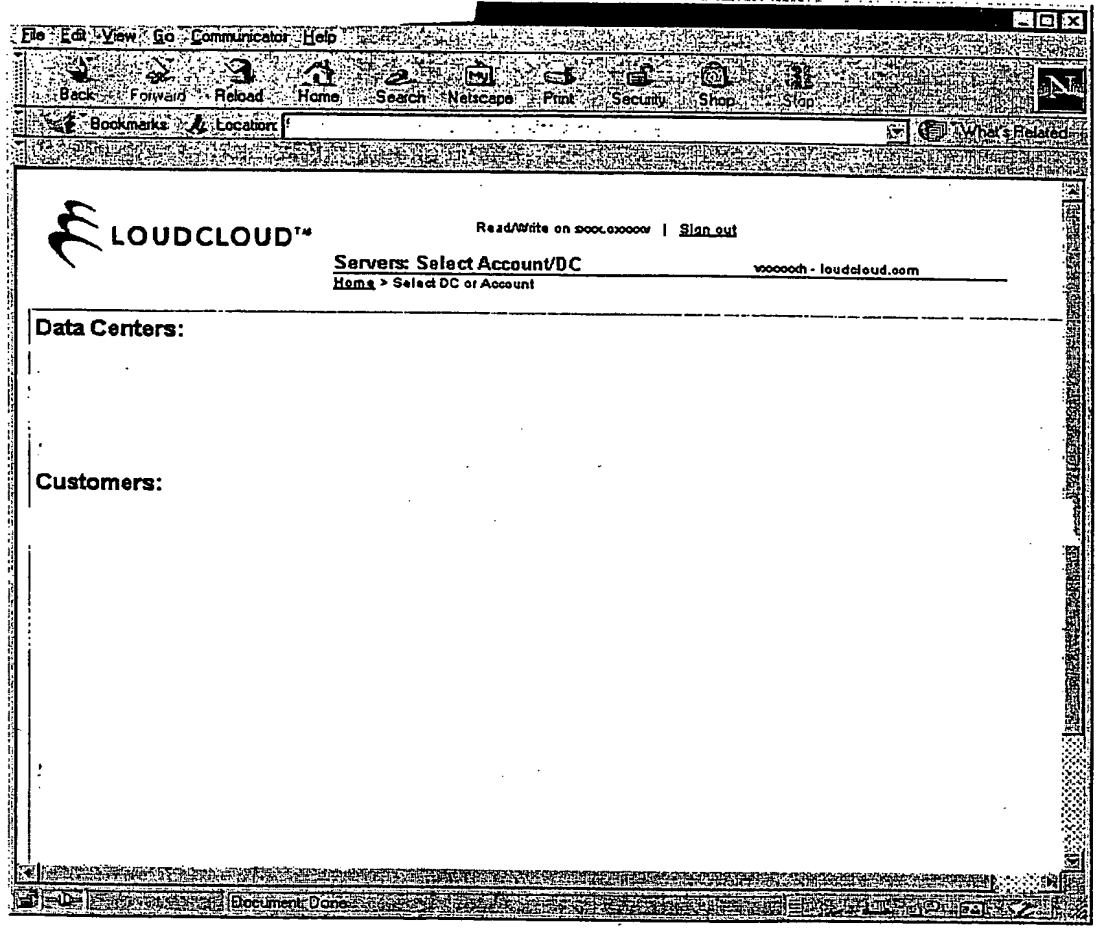 File Edit View Go Communicator Help
Back Forward Reload Home Search Netscape Print Security Shop Stop
Bookmarks Location: What's Related
LOUDCLOUD™
Read/Write on | Sign out
Servers: Select Account/DC
- loudcloud.com
Home > Select DC or Account
Data Centers:
Customers:
Document: Done